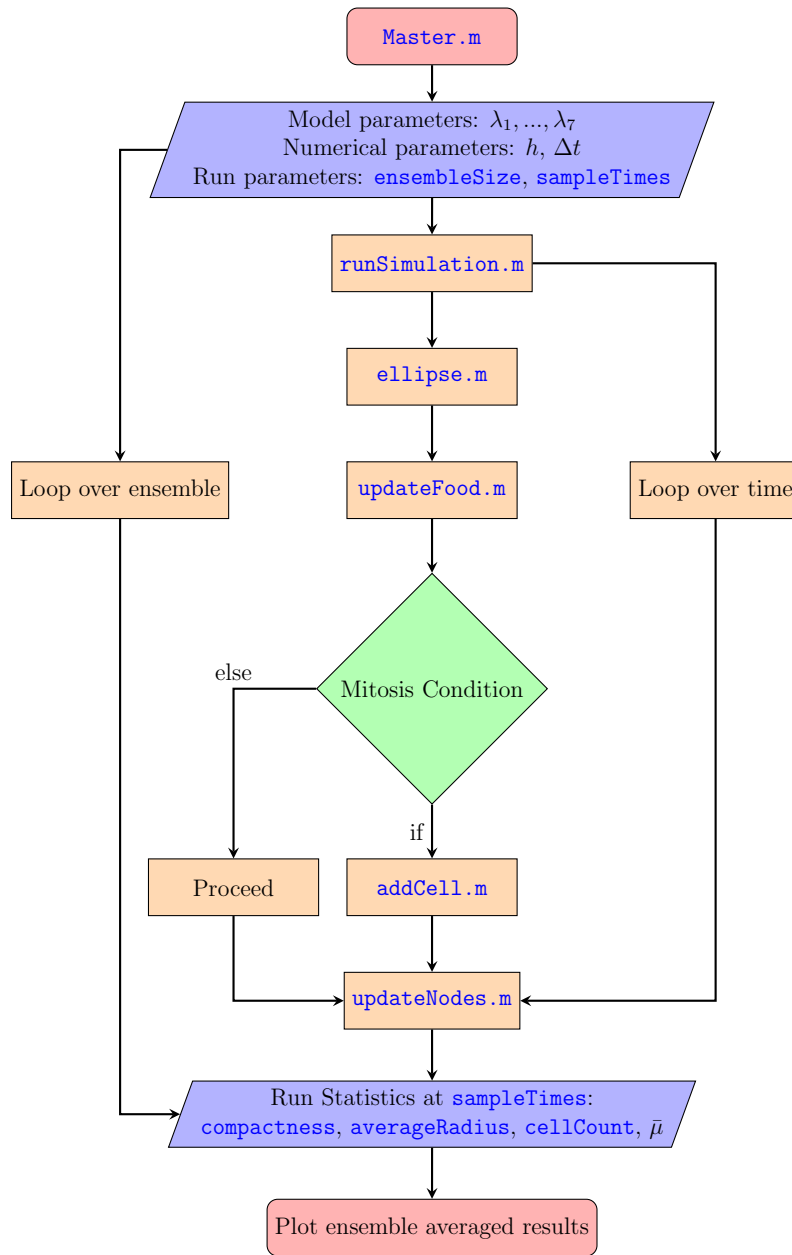 Master.m
Model parameters: λ₁, ..., λ₇
Numerical parameters: h, Δt
Run parameters: ensembleSize, sampleTimes
runSimulation.m
ellipse.m
Loop over ensemble
updateFood.m
Loop over time
else
Mitosis Condition
if
Proceed
addCell.m
updateNodes.m
Run Statistics at sampleTimes:
compactness, averageRadius, cellCount, μ̄
Plot ensemble averaged results